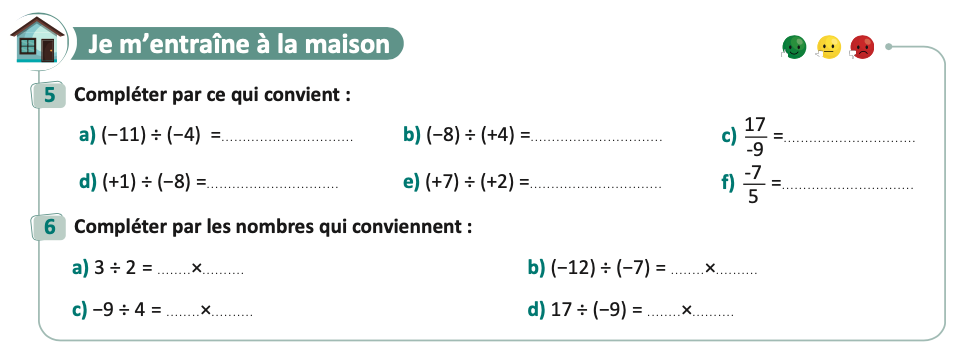 Je m’entraîne à la maison
5 Compléter par ce qui convient :
a) (−11) ÷ (−4) =............................... b) (−8) ÷ (+4) =............................... c) 17/-9 =...............................
d) (+1) ÷ (−8) =............................... e) (+7) ÷ (+2) =............................... f) -7/5 =...............................
6 Compléter par les nombres qui conviennent :
a) 3 ÷ 2 = ........×.......... b) (−12) ÷ (−7) = ........×..........
c) −9 ÷ 4 = ........×.......... d) 17 ÷ (−9) = ........×..........